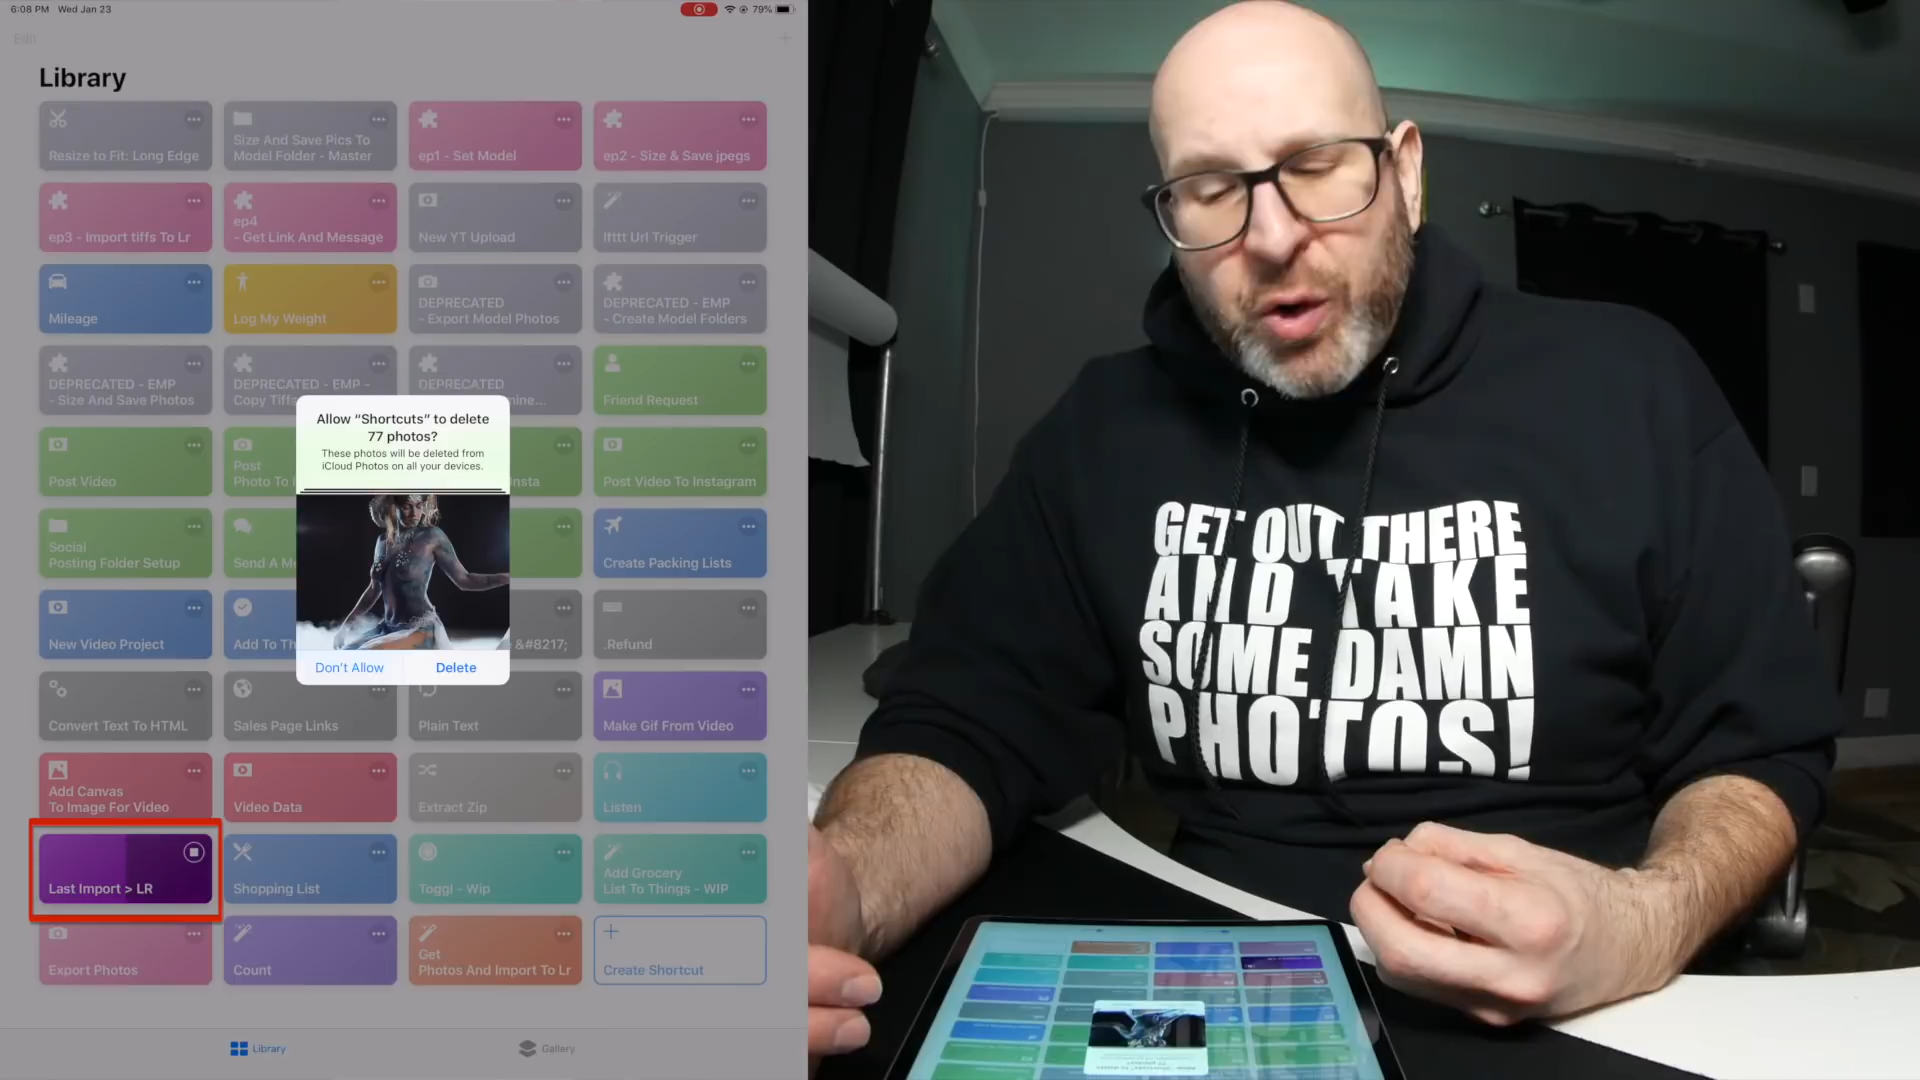 6:08 PM Wed Jan 23
79%
Edit
Library
Resize to Fit: Long Edge
Size And Save Pics To
Model Folder - Master
ep1 - Set Model
ep2 - Size & Save jpegs
ep3 - Import tiffs To Lr
ep4
- Get Link And Message
New YT Upload
Ifttt Url Trigger
Mileage
Log My Weight
DEPRECATED
- Export Model Photos
DEPRECATED - EMP
- Create Model Folders
DEPRECATED - EMP
- Size And Save Photos
DEPRECATED - EMP -
Copy Tiffs
DEPRECATED
Friend Request
Allow “Shortcuts” to delete
77 photos?
These photos will be deleted from
iCloud Photos on all your devices.
Don't Allow
Delete
Post Video
Post
Photo To
Insta
Post Video To Instagram
Social
Posting Folder Setup
Send A
Create Packing Lists
New Video Project
Add To
&#8217;
.Refund
Convert Text To HTML
Sales Page Links
Plain Text
Make Gif From Video
Add Canvas
To Image For Video
Video Data
Extract Zip
Listen
Last Import > LR
Shopping List
Toggl - Wip
Add Grocery
List To Things - WIP
Export Photos
Count
Get
Photos And Import To Lr
Create Shortcut
Library
Gallery
GET OUT THERE
AND TAKE
SOME DAMN
PHOTOS!